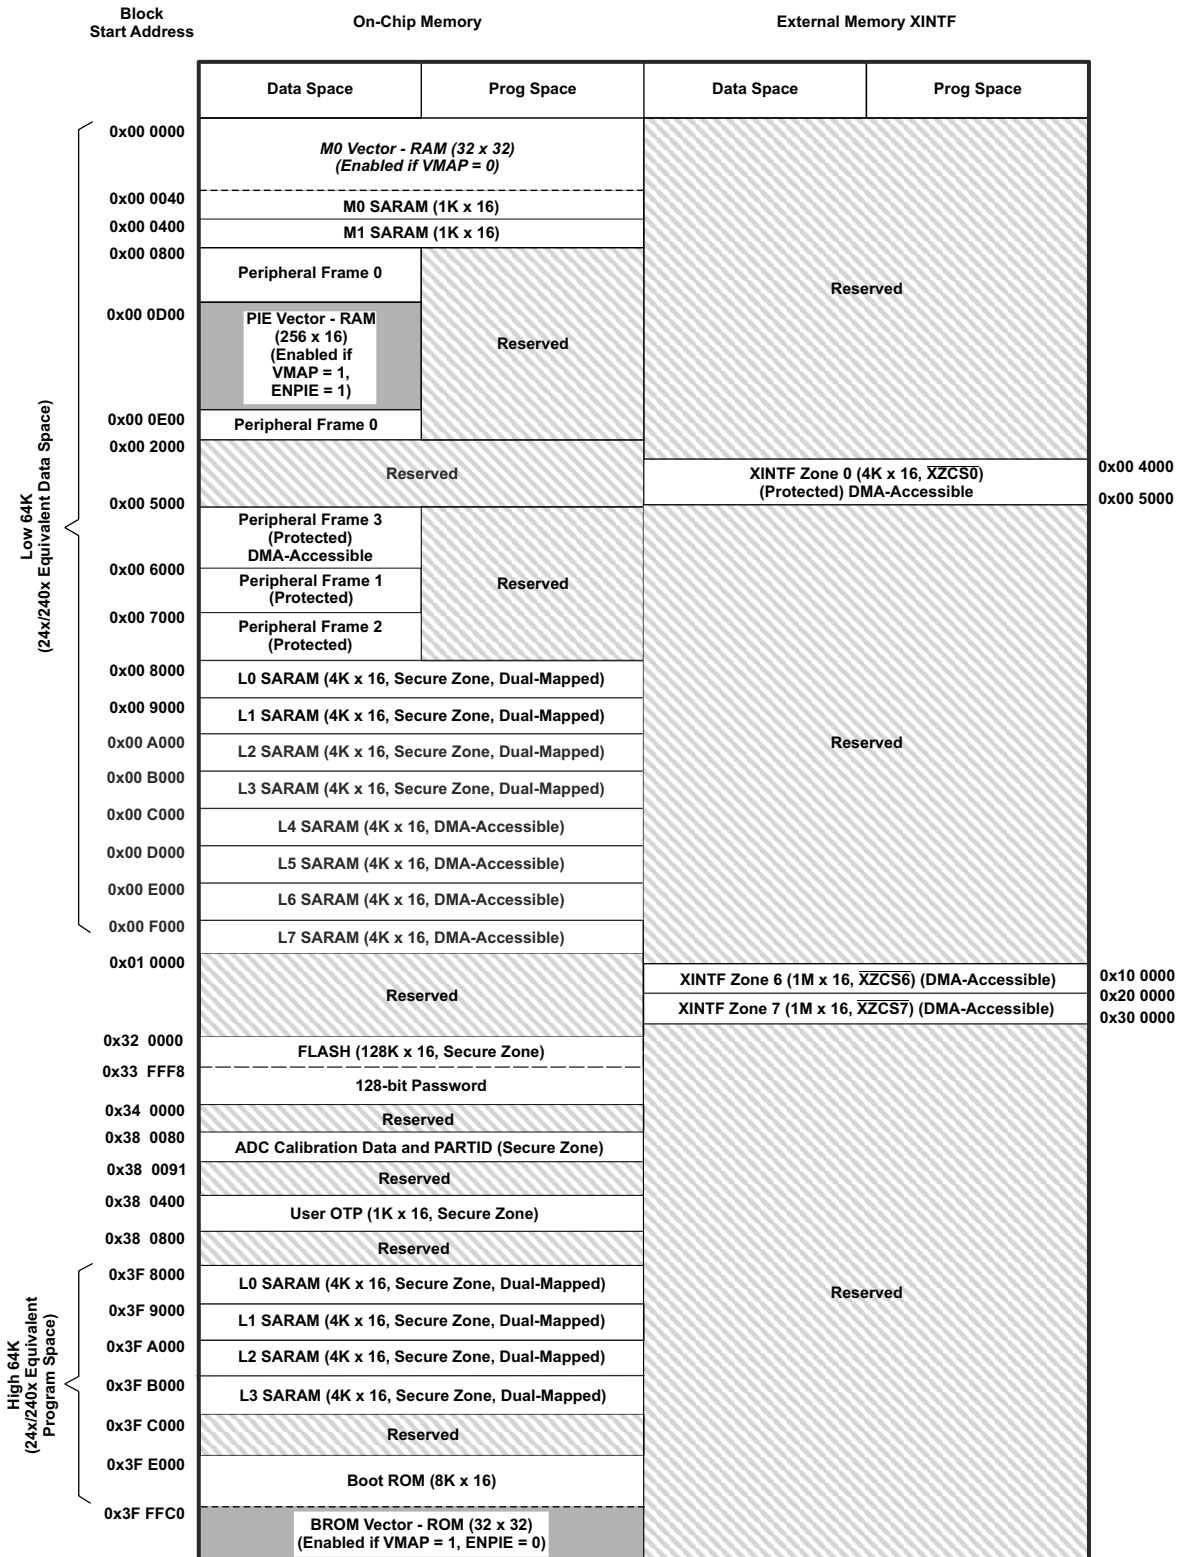 Block
Start Address
On-Chip Memory
External Memory XINTF
Data Space
Prog Space
Data Space
Prog Space
0x00 0000
M0 Vector - RAM (32 x 32)
(Enabled if VMAP = 0)
0x00 0040
M0 SARAM (1K x 16)
0x00 0400
M1 SARAM (1K x 16)
0x00 0800
Peripheral Frame 0
Reserved
0x00 0D00
PIE Vector - RAM
(256 x 16)
(Enabled if
VMAP = 1,
ENPIE = 1)
Reserved
0x00 0E00
Peripheral Frame 0
0x00 2000
Reserved
XINTF Zone 0 (4K x 16, XZCS0)
(Protected) DMA-Accessible
0x00 4000
0x00 5000
0x00 5000
Peripheral Frame 3
(Protected)
DMA-Accessible
0x00 6000
Peripheral Frame 1
(Protected)
Reserved
0x00 7000
Peripheral Frame 2
(Protected)
Low 64K
(24x/240x Equivalent Data Space)
0x00 8000
L0 SARAM (4K x 16, Secure Zone, Dual-Mapped)
0x00 9000
L1 SARAM (4K x 16, Secure Zone, Dual-Mapped)
0x00 A000
L2 SARAM (4K x 16, Secure Zone, Dual-Mapped)
Reserved
0x00 B000
L3 SARAM (4K x 16, Secure Zone, Dual-Mapped)
0x00 C000
L4 SARAM (4K x 16, DMA-Accessible)
0x00 D000
L5 SARAM (4K x 16, DMA-Accessible)
0x00 E000
L6 SARAM (4K x 16, DMA-Accessible)
0x00 F000
L7 SARAM (4K x 16, DMA-Accessible)
0x01 0000
Reserved
XINTF Zone 6 (1M x 16, XZCS6) (DMA-Accessible)
0x10 0000
0x20 0000
XINTF Zone 7 (1M x 16, XZCS7) (DMA-Accessible)
0x30 0000
0x32 0000
FLASH (128K x 16, Secure Zone)
0x33 FFF8
128-bit Password
0x34 0000
Reserved
0x38 0080
ADC Calibration Data and PARTID (Secure Zone)
0x38 0091
Reserved
0x38 0400
User OTP (1K x 16, Secure Zone)
0x38 0800
Reserved
0x3F 8000
L0 SARAM (4K x 16, Secure Zone, Dual-Mapped)
Reserved
0x3F 9000
L1 SARAM (4K x 16, Secure Zone, Dual-Mapped)
0x3F A000
L2 SARAM (4K x 16, Secure Zone, Dual-Mapped)
High 64K
(24x/240x Equivalent
Program Space)
0x3F B000
L3 SARAM (4K x 16, Secure Zone, Dual-Mapped)
0x3F C000
Reserved
0x3F E000
Boot ROM (8K x 16)
0x3F FFC0
BROM Vector - ROM (32 x 32)
(Enabled if VMAP = 1, ENPIE = 0)